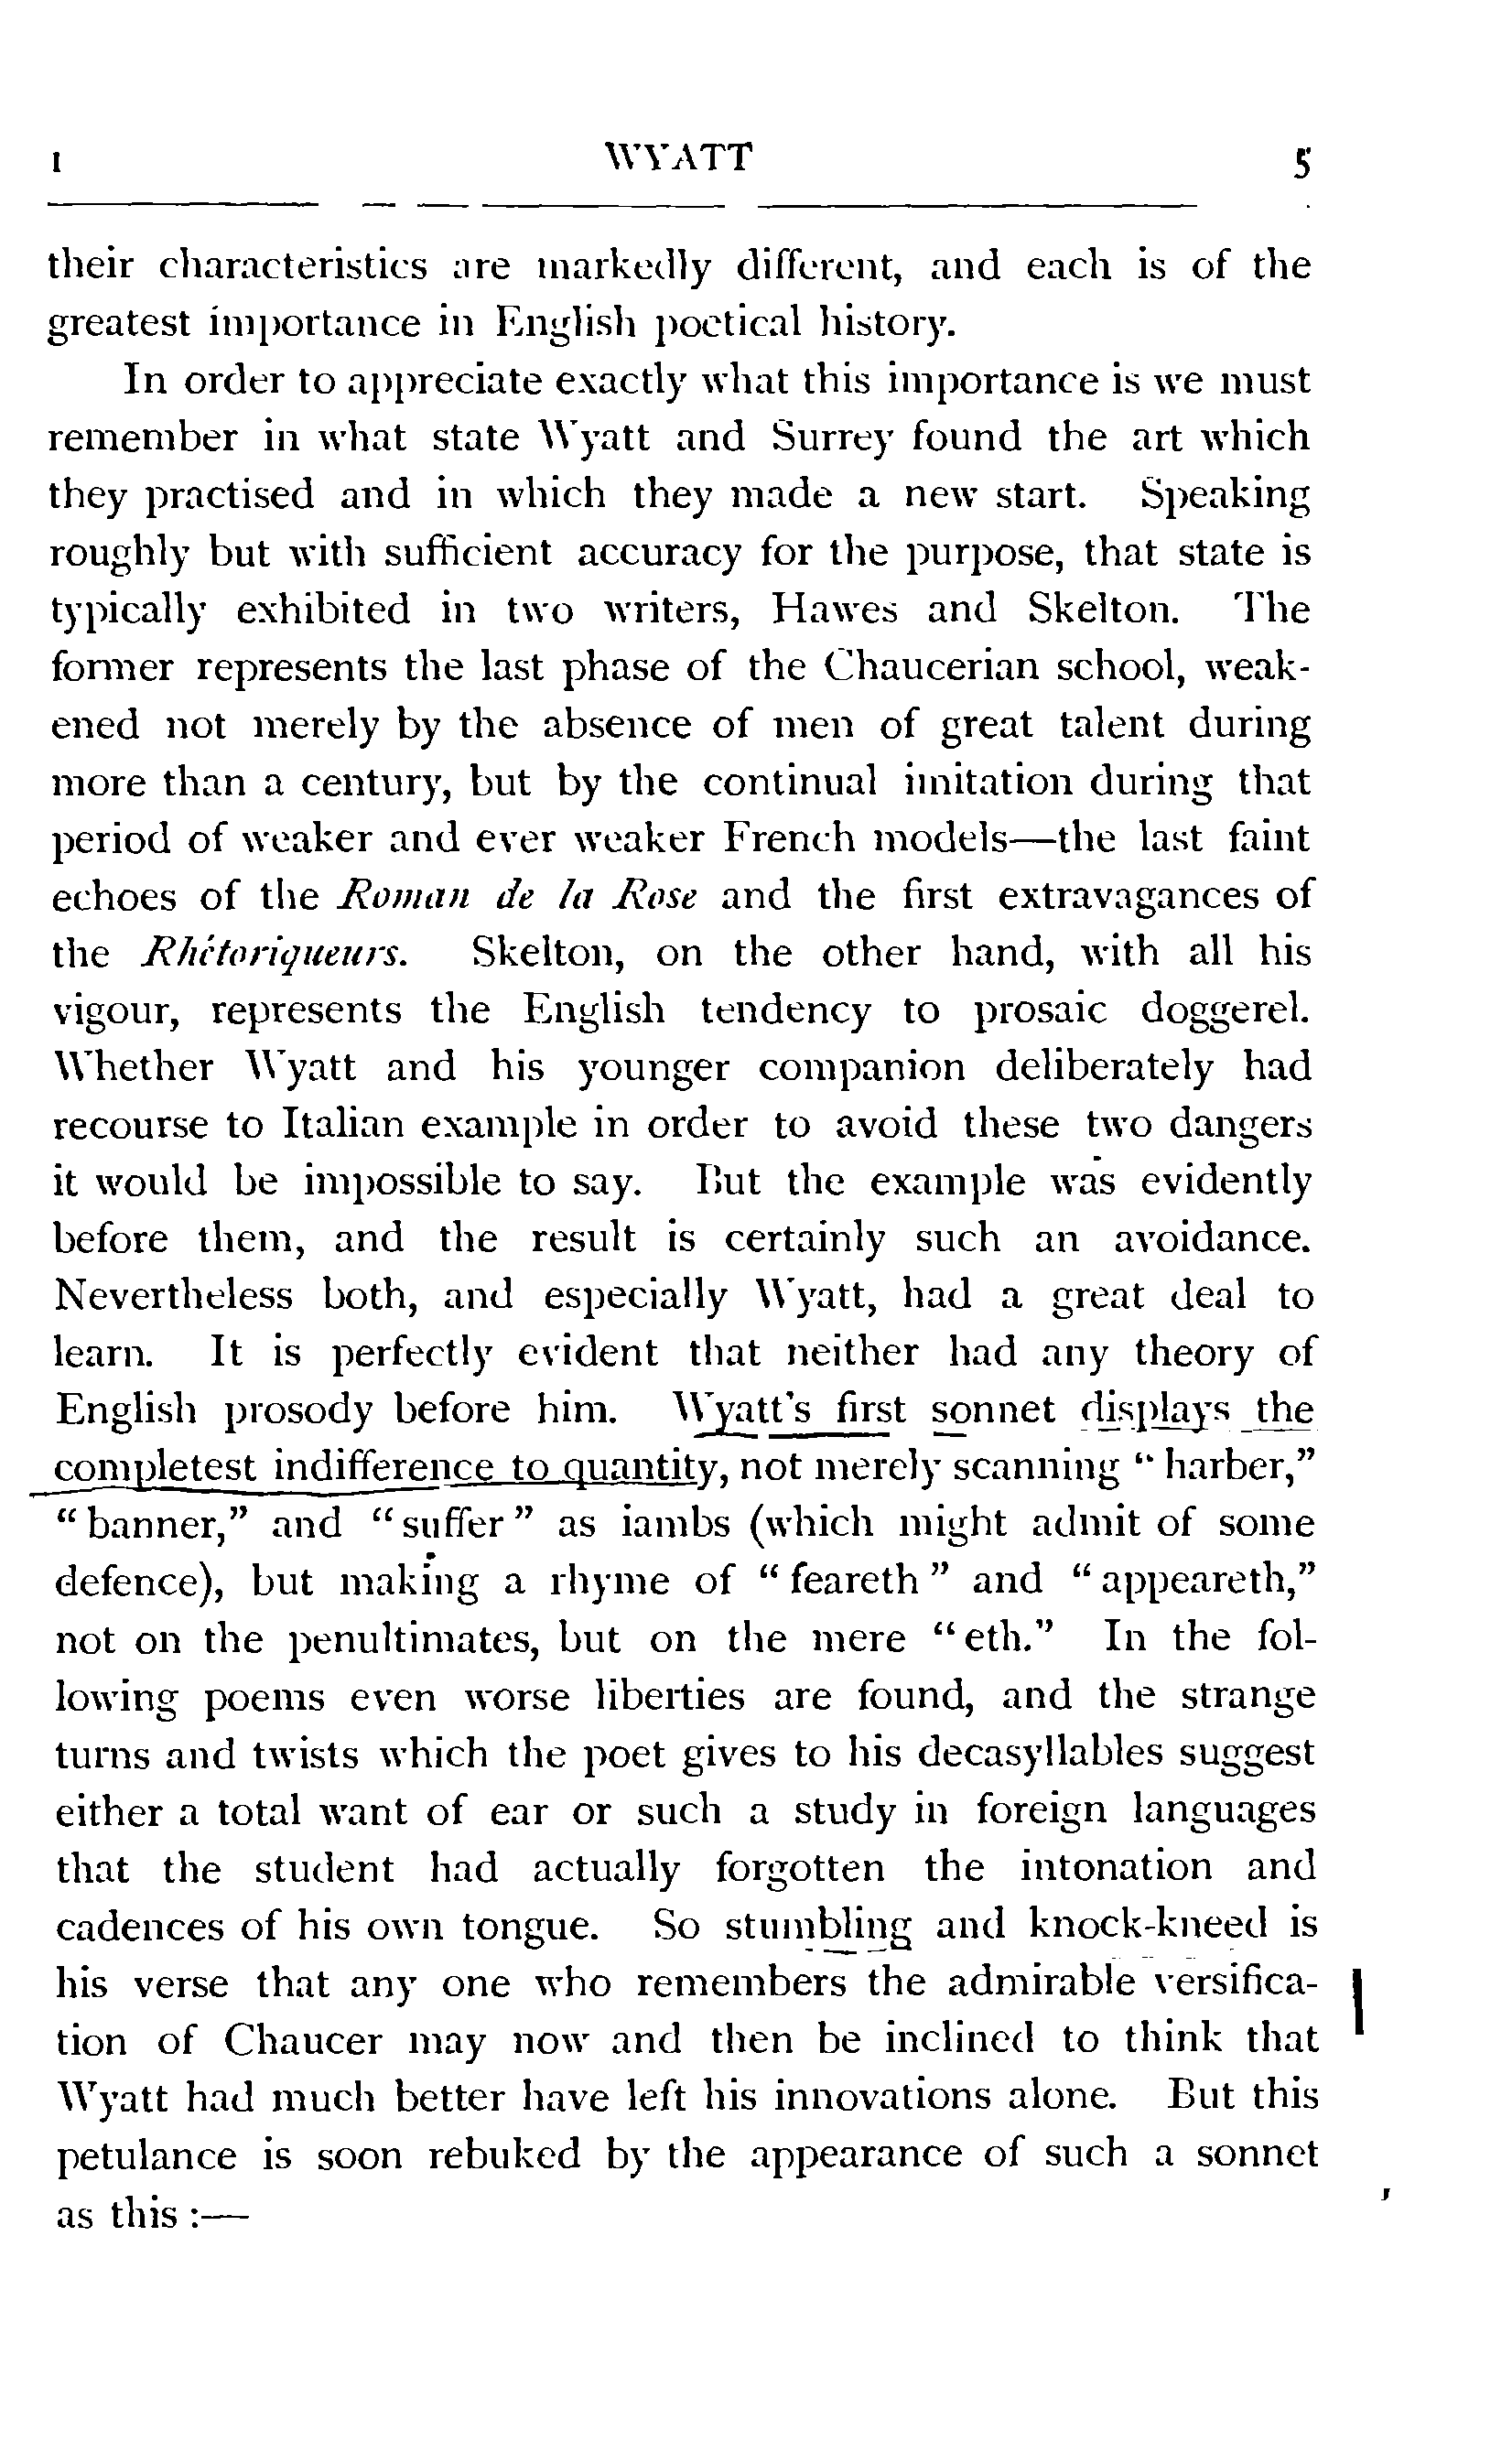 I WYATT 5
their characteristics are markedly different, and each is of the
greatest importance in English poetical history.
In order to appreciate exactly what this importance is we must
remember in what state Wyatt and Surrey found the art which
they practised and in which they made a new start. Speaking
roughly but with sufficient accuracy for the purpose, that state is
typically exhibited in two writers, Hawes and Skelton. The
former represents the last phase of the Chaucerian school, weak-
ened not merely by the absence of men of great talent during
more than a century, but by the continual imitation during that
period of weaker and ever weaker French models—the last faint
echoes of the Roman de la Rose and the first extravagances of
the Rhétoriqueurs. Skelton, on the other hand, with all his
vigour, represents the English tendency to prosaic doggerel.
Whether Wyatt and his younger companion deliberately had
recourse to Italian example in order to avoid these two dangers
it would be impossible to say. But the example was evidently
before them, and the result is certainly such an avoidance.
Nevertheless both, and especially Wyatt, had a great deal to
learn. It is perfectly evident that neither had any theory of
English prosody before him. Wyatt's first sonnet displays the
completest indifference to quantity, not merely scanning “harber,”
“banner,” and “suffer” as iambs (which might admit of some
defence), but making a rhyme of “feareth” and “appeareth,”
not on the penultimates, but on the mere “eth.” In the fol-
lowing poems even worse liberties are found, and the strange
turns and twists which the poet gives to his decasyllables suggest
either a total want of ear or such a study in foreign languages
that the student had actually forgotten the intonation and
cadences of his own tongue. So stumbling and knock-kneed is
his verse that any one who remembers the admirable versifica-
tion of Chaucer may now and then be inclined to think that
Wyatt had much better have left his innovations alone. But this
petulance is soon rebuked by the appearance of such a sonnet
as this:—